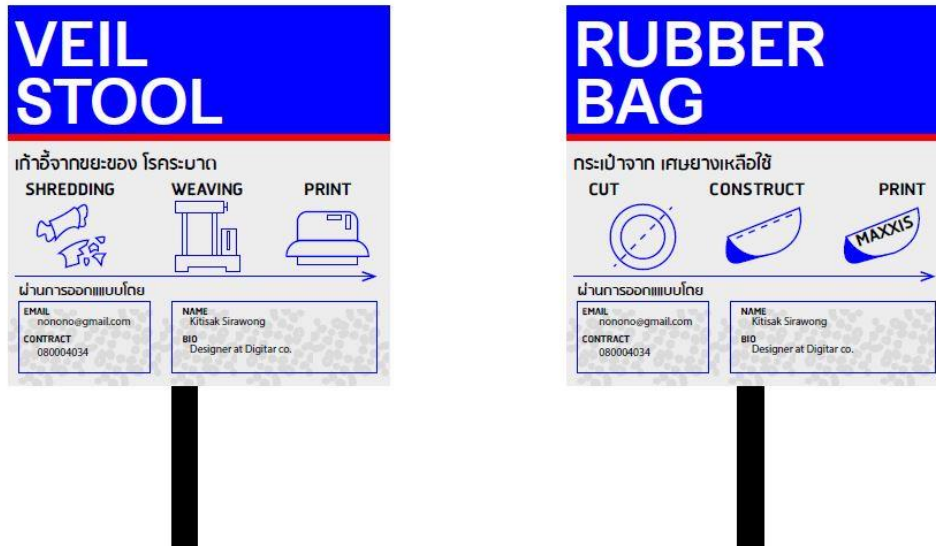 VEIL
STOOL
เก้าอี้จากขยะของ โรคระบาด
SHREDDING WEAVING PRINT
ผ่านการออกแบบโดย
EMAIL
nonono@gmail.com
CONTRACT
080004034
NAME
Kitisak Sirawong
BIO
Designer at Digitar co.
RUBBER
BAG
กระเป๋าจาก เศษยางเหลือใช้
CUT CONSTRUCT PRINT
MAXXIS
ผ่านการออกแบบโดย
EMAIL
nonono@gmail.com
CONTRACT
080004034
NAME
Kitisak Sirawong
BIO
Designer at Digitar co.